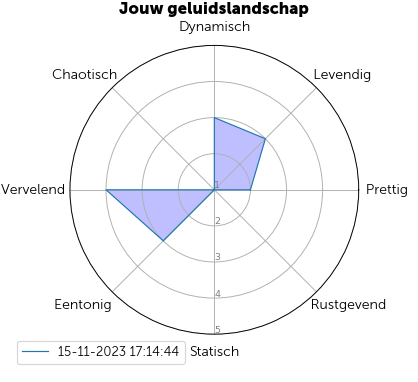 Jouw geluidslandschap
Dynamisch
Chaotisch
Levendig
Vervelend
Prettig
1
2
3
4
5
Eentonig
Rustgevend
15-11-2023 17:14:44
Statisch